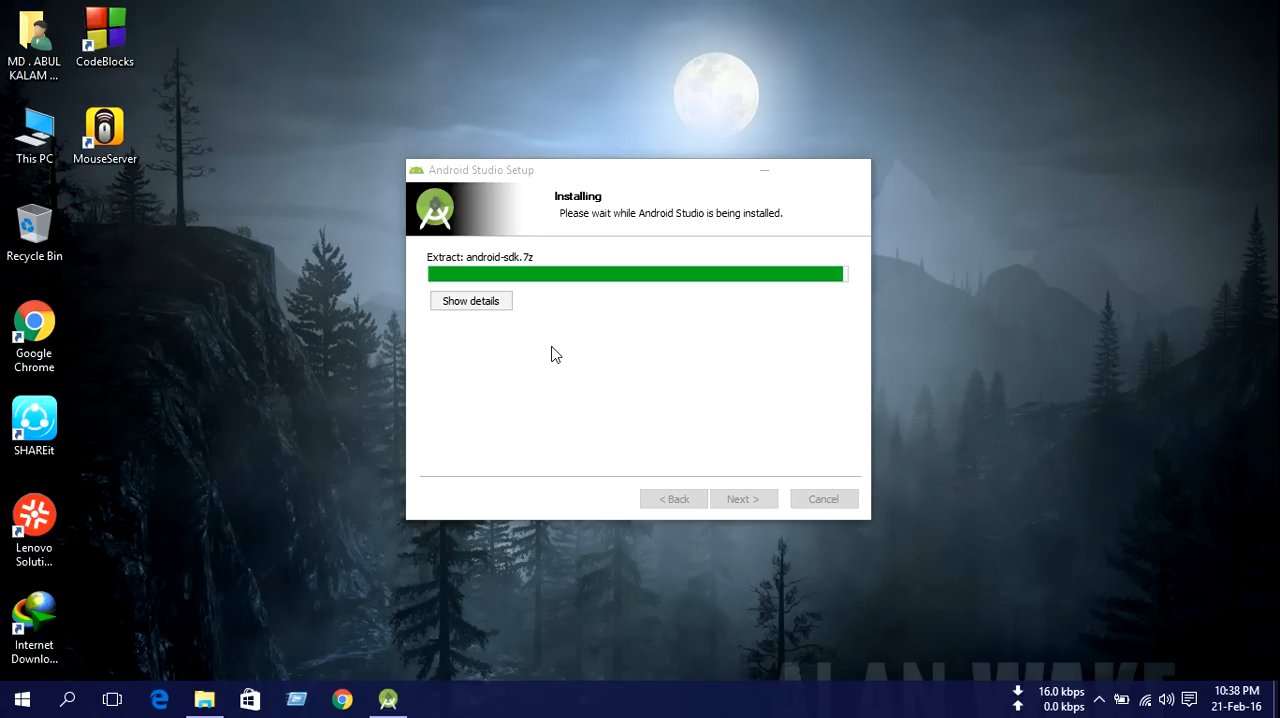 MD . ABUL
KALAM ...
CodeBlocks
This PC
MouseServer
Recycle Bin
Google
Chrome
SHAREit
Lenovo
Soluti...
Internet
Downlo...
Android Studio Setup
Installing
Please wait while Android Studio is being installed.
Extract: android-sdk.7z
Show details
< Back
Next >
Cancel
ALAN WAKE
16.0 kbps
0.0 kbps
10:38 PM
21-Feb-16